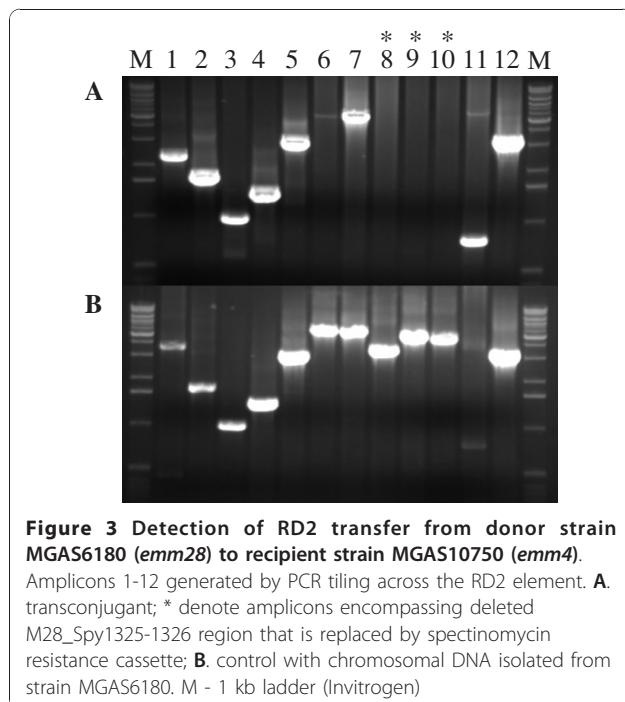 * * *
M 1 2 3 4 5 6 7 8 9 10 11 12 M
A
B
Figure 3 Detection of RD2 transfer from donor strain
MGAS6180 (emm28) to recipient strain MGAS10750 (emm4).
Amplicons 1-12 generated by PCR tiling across the RD2 element. A.
transconjugant; * denote amplicons encompassing deleted
M28_Spy1325-1326 region that is replaced by spectinomycin
resistance cassette; B. control with chromosomal DNA isolated from
strain MGAS6180. M - 1 kb ladder (Invitrogen)